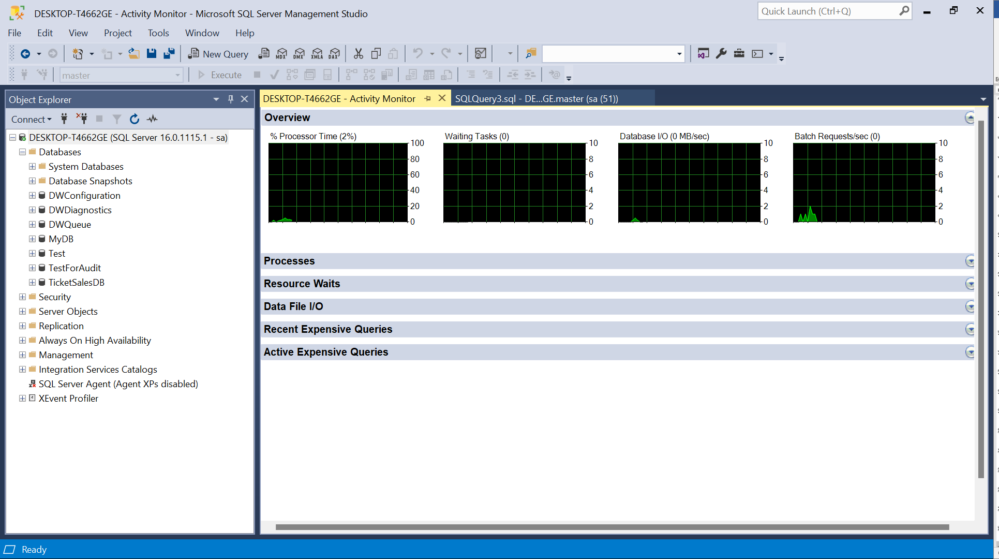 DESKTOP-T4662GE - Activity Monitor - Microsoft SQL Server Management Studio
Quick Launch (Ctrl+Q)
File Edit View Project Tools Window Help
New Query MDX DMX XMLA DAX
master Execute
Object Explorer
Connect
DESKTOP-T4662GE (SQL Server 16.0.1115.1 - sa)
Databases
System Databases
Database Snapshots
DWConfiguration
DWDiagnostics
DWQueue
MyDB
Test
TestForAudit
TicketSalesDB
Security
Server Objects
Replication
Always On High Availability
Management
Integration Services Catalogs
SQL Server Agent (Agent XPs disabled)
XEvent Profiler
DESKTOP-T4662GE - Activity Monitor
SQLQuery3.sql - DE...GE.master (sa (51))
Overview
% Processor Time (2%)
100
80
60
40
20
0
Waiting Tasks (0)
10
8
6
4
2
0
Database I/O (0 MB/sec)
10
8
6
4
2
0
Batch Requests/sec (0)
10
8
6
4
2
0
Processes
Resource Waits
Data File I/O
Recent Expensive Queries
Active Expensive Queries
Ready